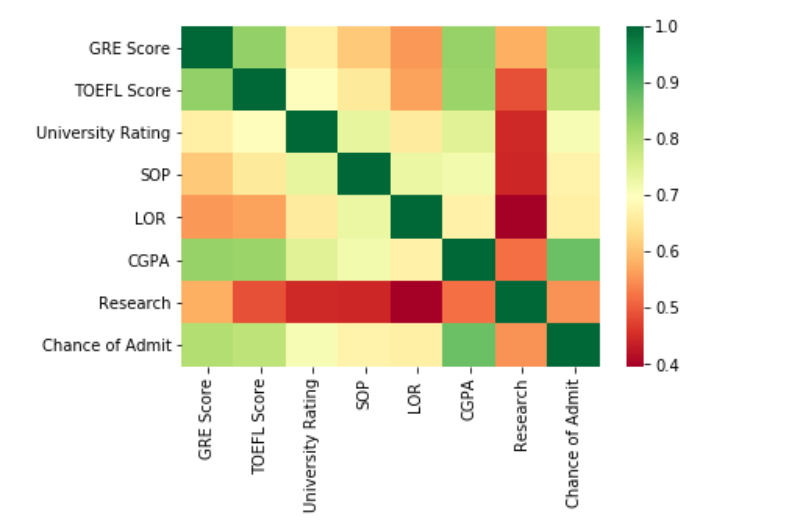 GRE Score
TOEFL Score
University Rating
SOP
LOR
CGPA
Research
Chance of Admit
GRE Score
TOEFL Score
University Rating
SOP
LOR
CGPA
Research
Chance of Admit
1.0
0.9
0.8
0.7
0.6
0.5
0.4